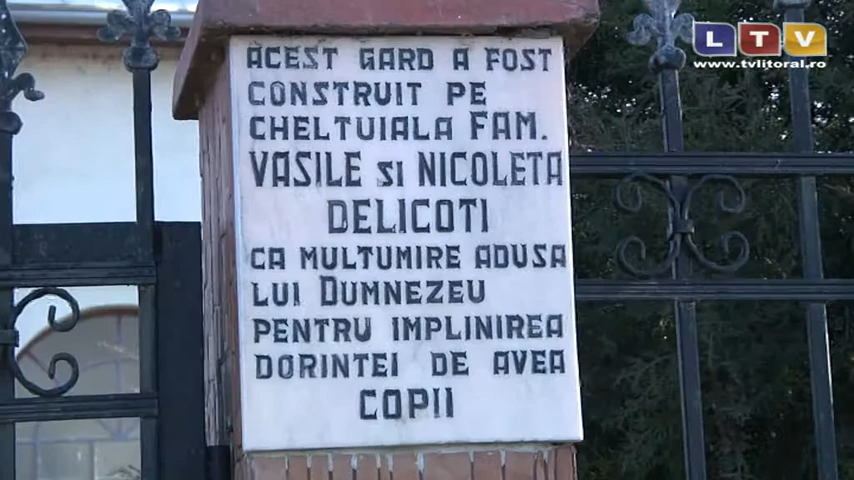 ACEST GARD A FOST
CONSTRUIT PE
CHELTUIALA FAM.
VASILE SI NICOLETA
DELICOTI
CA MULTUMIRE ADUSA
LUI DUMNEZEU
PENTRU IMPLINIREA
DORINTEI DE AVEA
COPII
LTV
www.tvlitoral.ro